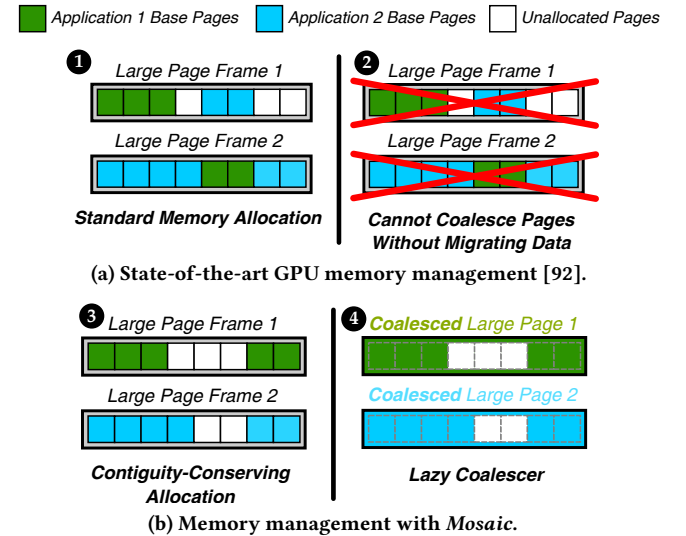 Application 1 Base Pages Application 2 Base Pages Unallocated Pages
1 2
Large Page Frame 1 Large Page Frame 1
Large Page Frame 2 Large Page Frame 2
Standard Memory Allocation Cannot Coalesce Pages
Without Migrating Data
(a) State-of-the-art GPU memory management [92].
3 4
Large Page Frame 1 Coalesced Large Page 1
Large Page Frame 2 Coalesced Large Page 2
Contiguity-Conserving Lazy Coalescer
Allocation
(b) Memory management with Mosaic.